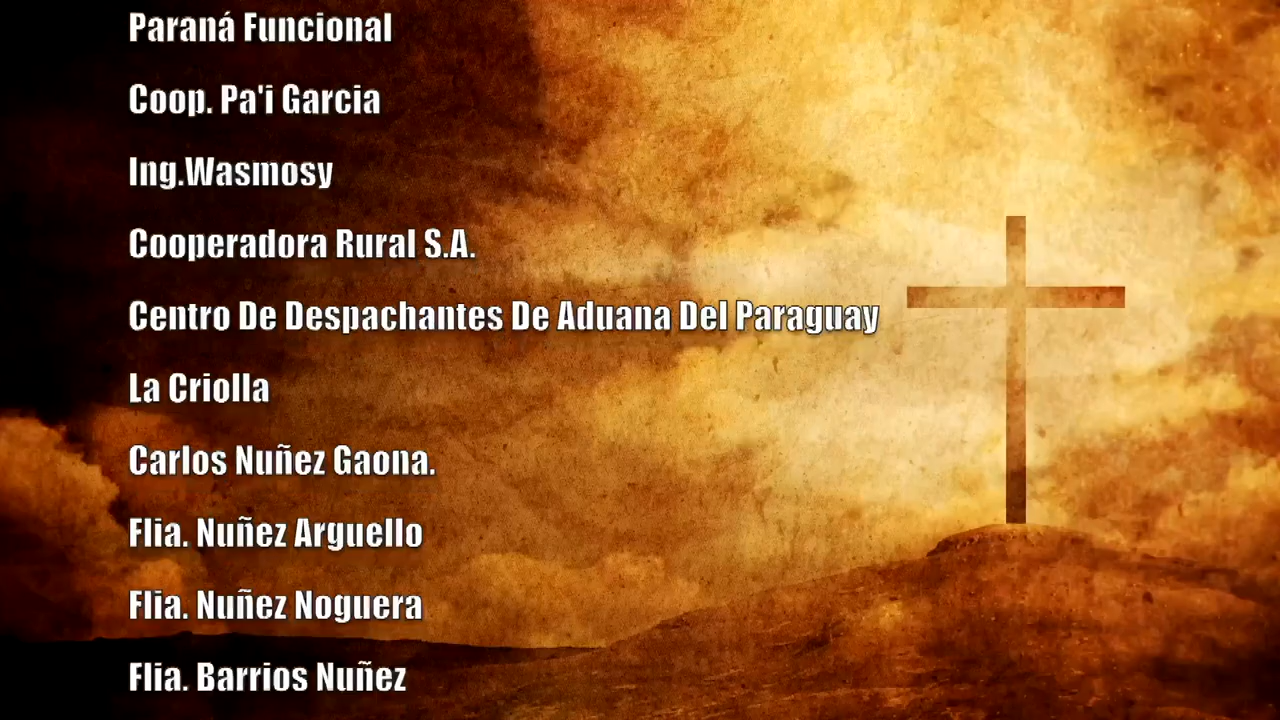 Paraná Funcional
Coop. Pa'i Garcia
Ing.Wasmosy
Cooperadora Rural S.A.
Centro De Despachantes De Aduana Del Paraguay
La Criolla
Carlos Nuñez Gaona.
Flia. Nuñez Arguello
Flia. Nuñez Noguera
Flia. Barrios Nuñez